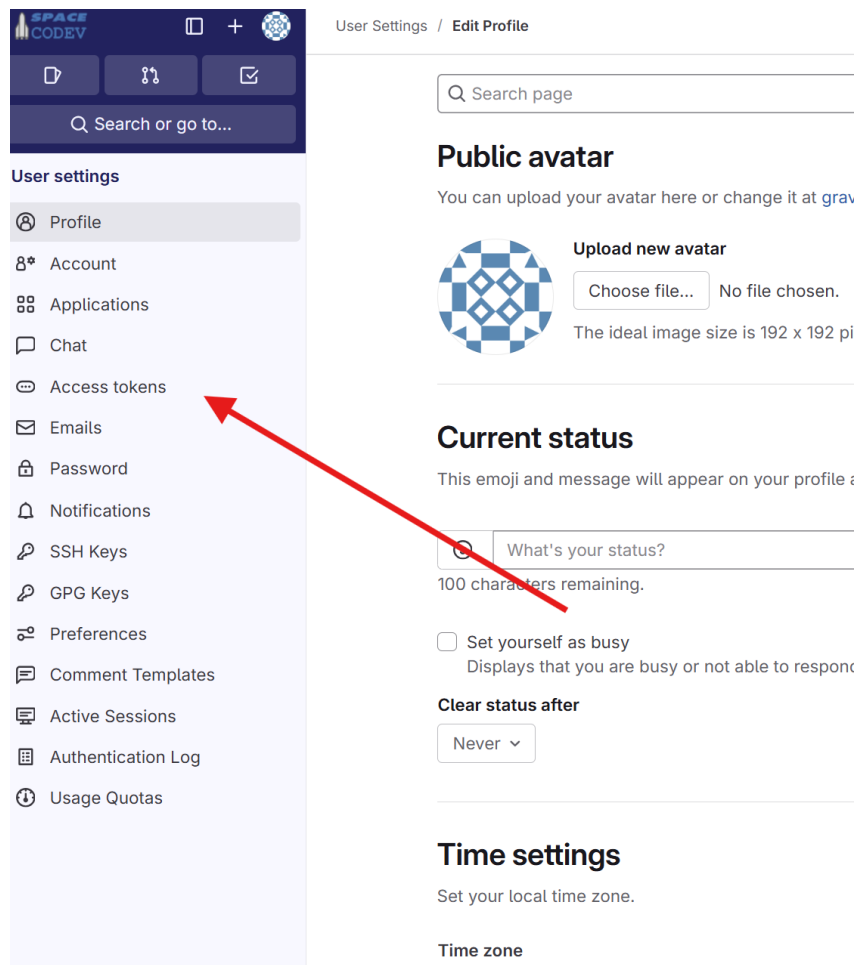 SPACE
CODEV
Search or go to...
User settings
Profile
Account
Applications
Chat
Access tokens
Emails
Password
Notifications
SSH Keys
GPG Keys
Preferences
Comment Templates
Active Sessions
Authentication Log
Usage Quotas
User Settings / Edit Profile
Search page
Public avatar
You can upload your avatar here or change it at grav
Upload new avatar
Choose file... No file chosen.
The ideal image size is 192 x 192 pi
Current status
This emoji and message will appear on your profile a
What's your status?
100 characters remaining.
Set yourself as busy
Displays that you are busy or not able to respond
Clear status after
Never
Time settings
Set your local time zone.
Time zone